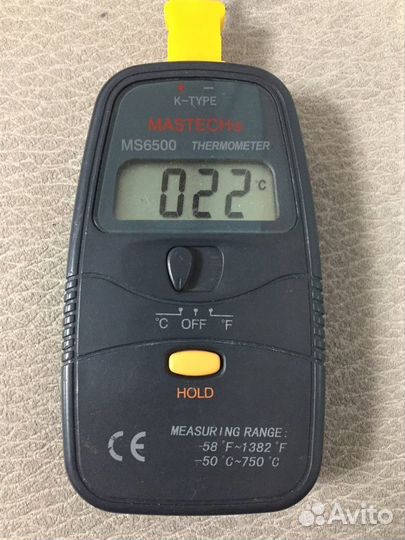 + −
K-TYPE
MASTECH®
MS6500 THERMOMETER
022 °C
°C OFF °F
HOLD
MEASURING RANGE:
-58 °F~1382 °F
-50 °C~750 °C
CE
Avito